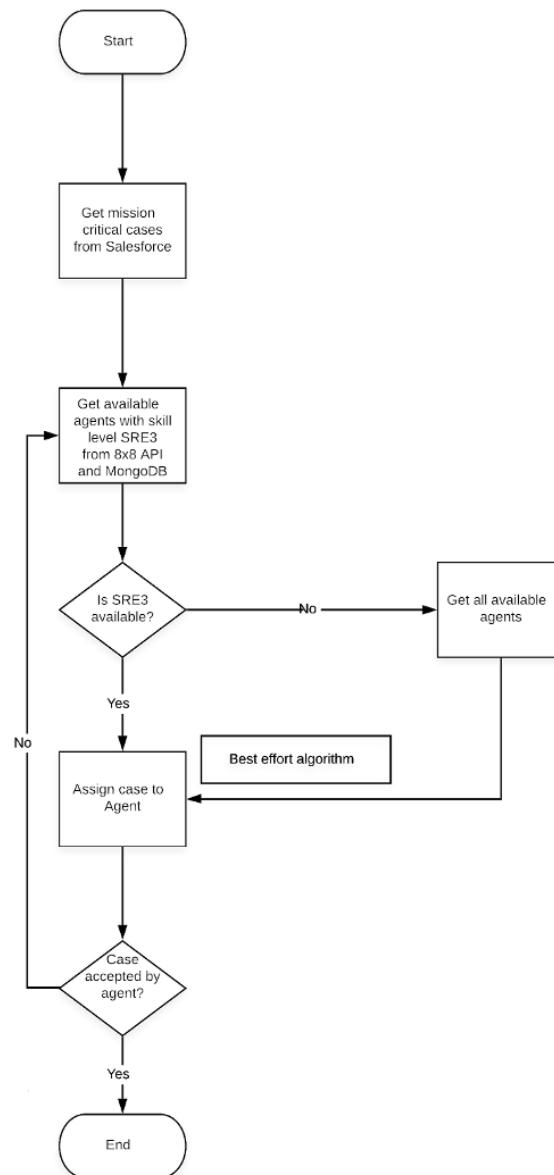 Start
Get mission
critical cases
from Salesforce
Get available
agents with skill
level SRE3
from 8x8 API
and MongoDB
Is SRE3
available?
No
Get all available
agents
Yes
No
Best effort algorithm
Assign case to
Agent
Case
accepted by
agent?
Yes
End